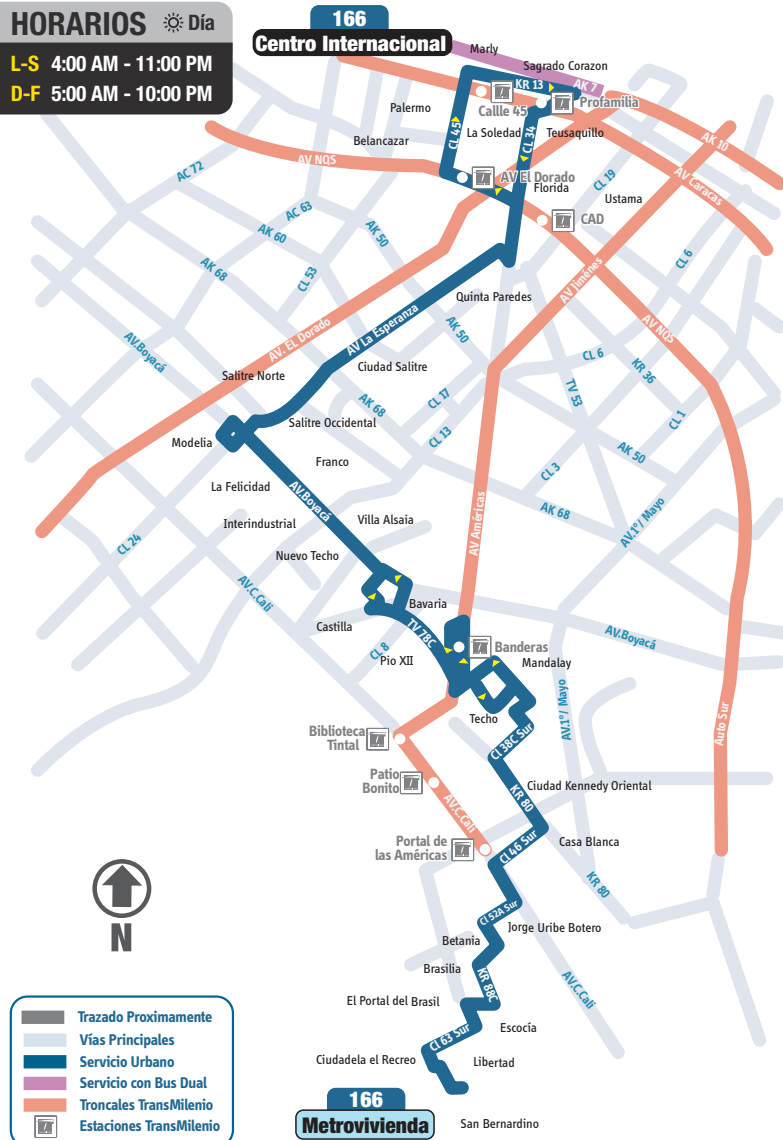 HORARIOS Día
L-S 4:00 AM - 11:00 PM
D-F 5:00 AM - 10:00 PM
166
Centro Internacional
Marly
Sagrado Corazon
AK 7
KR 13
Callle 45
Profamilia
Palermo
La Soledad
Teusaquillo
Belancazar
CL 45
CL 34
AK 10
AV NQS
AV El Dorado
AV Caracas
AC 72
Florida
CL 19
Ustama
AC 63
AK 60
AK 50
CAD
AK 68
CL 53
CL 6
AV Jiménes
Quinta Paredes
AV. EL Dorado
AV La Esperanza
AK 50
AV NQS
AV.Boyacá
CL 6
KR 36
Salitre Norte
Ciudad Salitre
TV 53
AK 68
CL 17
CL 1
Salitre Occidental
CL 13
Modelia
AK 50
Franco
CL 3
La Felicidad
AV.Boyacá
AK 68
AV.1º/ Mayo
Interindustrial
Villa Alsaia
AV Américas
CL 24
Nuevo Techo
AV.C.Cali
Bavaria
Castilla
TV 78C
AV.Boyacá
CL 8
Banderas
Pio XII
Mandalay
AV.1º/ Mayo
Techo
Auto Sur
Biblioteca
Tintal
Cl 38C Sur
Patio
Bonito
Ciudad Kennedy Oriental
KR 80
AV.C.Cali
Portal de
las Américas
Cl 46 Sur
Casa Blanca
KR 80
N
Cl 52A Sur
Jorge Uribe Botero
Betania
Brasilia
KR 88C
AV.C.Cali
El Portal del Brasil
Escocía
Cl 63 Sur
Ciudadela el Recreo
Libertad
166
Metrovivienda
San Bernardino
Trazado Proximamente
Vías Principales
Servicio Urbano
Servicio con Bus Dual
Troncales TransMilenio
Estaciones TransMilenio